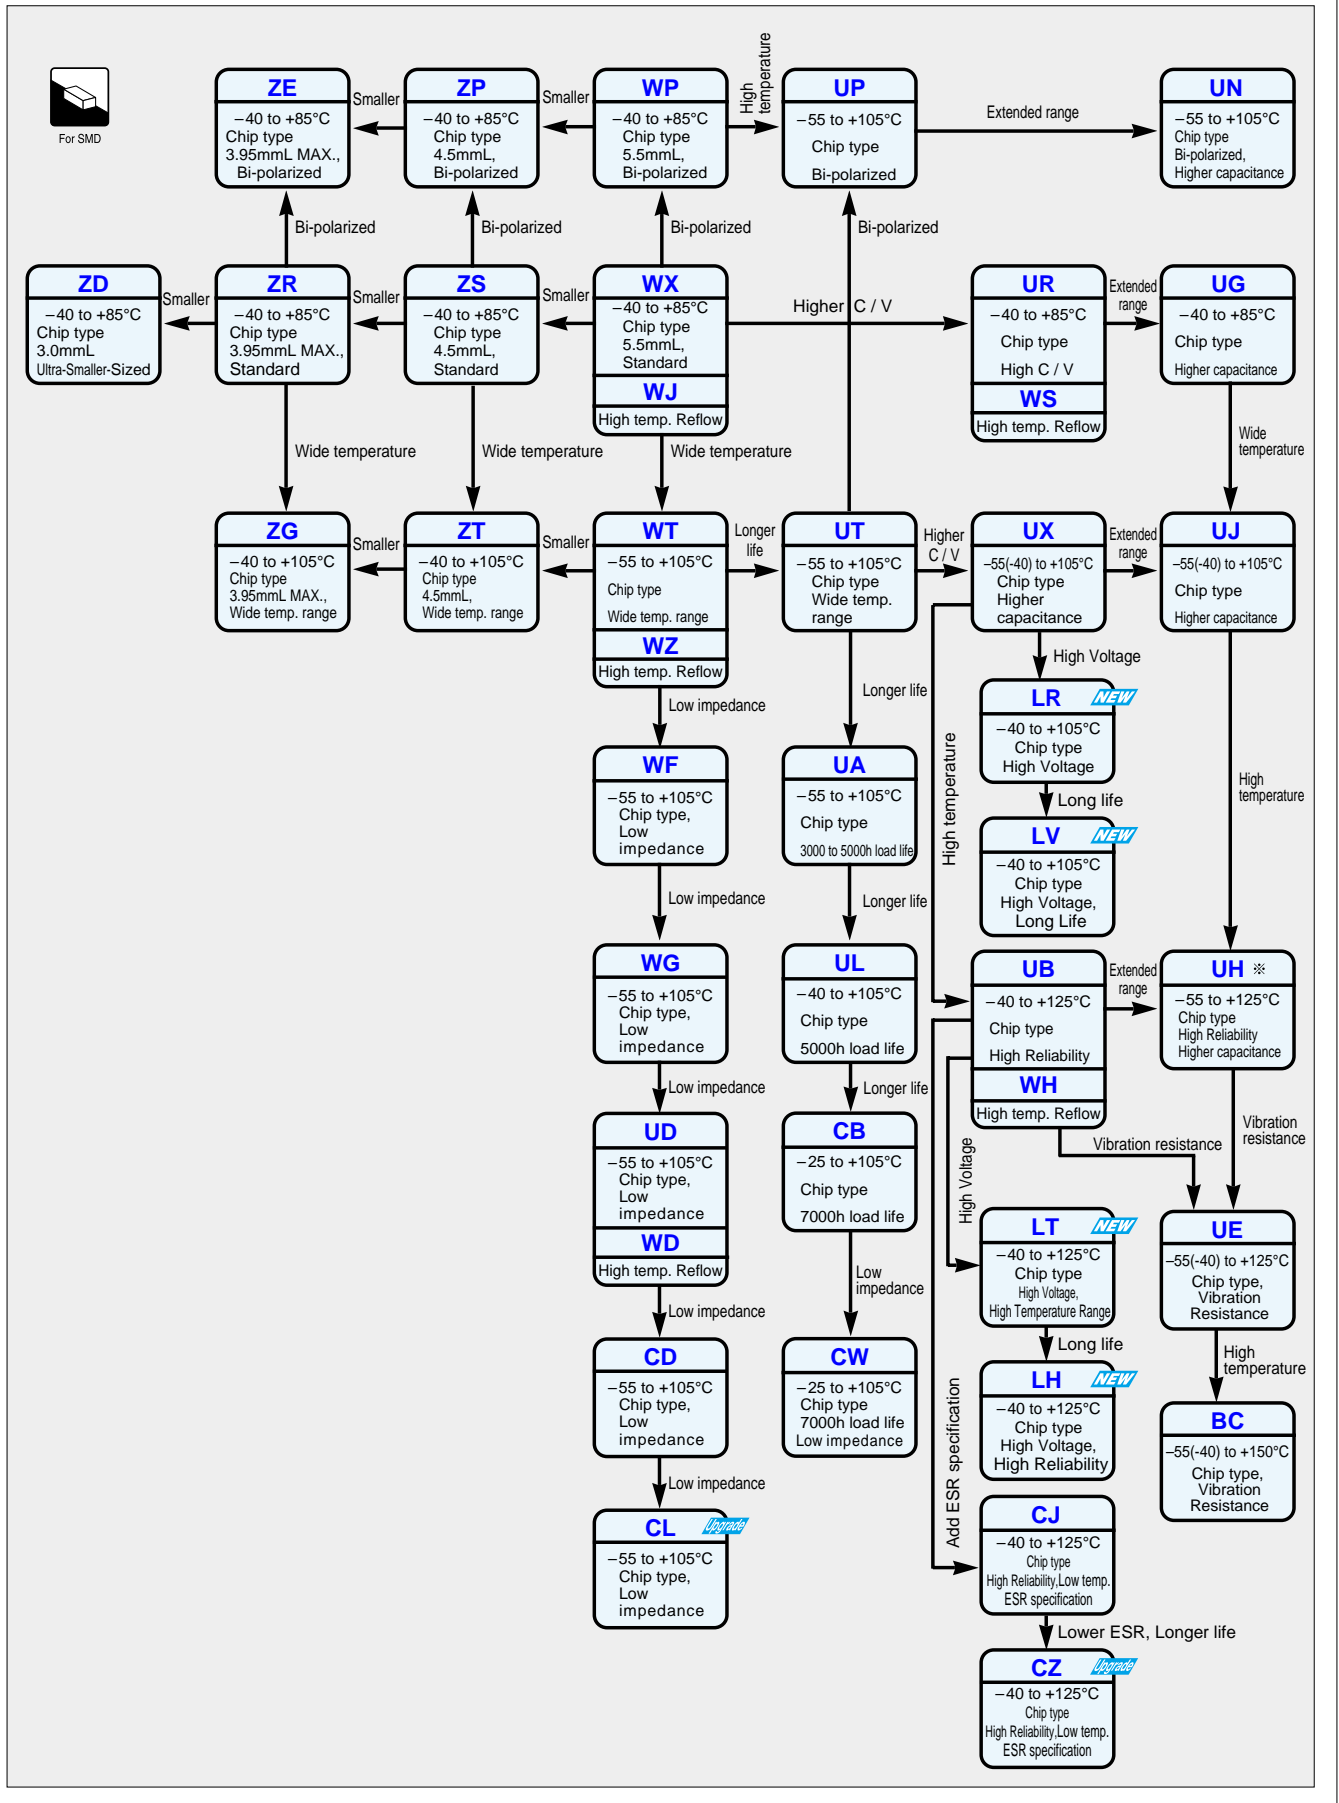 For SMD
ZE
–40 to +85°C
Chip type
3.95mmL MAX.,
Bi-polarized
Smaller
ZP
–40 to +85°C
Chip type
4.5mmL,
Bi-polarized
Smaller
WP
–40 to +85°C
Chip type
5.5mmL,
Bi-polarized
High
temperature
UP
–55 to +105°C
Chip type
Bi-polarized
Extended range
UN
–55 to +105°C
Chip type
Bi-polarized,
Higher capacitance
Bi-polarized
Bi-polarized
Bi-polarized
Bi-polarized
ZD
–40 to +85°C
Chip type
3.0mmL
Ultra-Smaller-Sized
Smaller
ZR
–40 to +85°C
Chip type
3.95mmL MAX.,
Standard
Smaller
ZS
–40 to +85°C
Chip type
4.5mmL,
Standard
Smaller
WX
–40 to +85°C
Chip type
5.5mmL,
Standard
WJ
High temp. Reflow
Higher C / V
UR
–40 to +85°C
Chip type
High C / V
WS
High temp. Reflow
Extended
range
UG
–40 to +85°C
Chip type
Higher capacitance
Wide temperature
Wide temperature
Wide temperature
Wide
temperature
ZG
–40 to +105°C
Chip type
3.95mmL MAX.,
Wide temp. range
Smaller
ZT
–40 to +105°C
Chip type
4.5mmL,
Wide temp. range
Smaller
WT
–55 to +105°C
Chip type
Wide temp. range
WZ
High temp. Reflow
Longer
life
UT
–55 to +105°C
Chip type
Wide temp.
range
Higher
C / V
UX
–55(-40) to +105°C
Chip type
Higher
capacitance
Extended
range
UJ
–55(-40) to +105°C
Chip type
Higher capacitance
Low impedance
Longer life
High temperature
High Voltage
LR NEW
–40 to +105°C
Chip type
High Voltage
High
temperature
WF
–55 to +105°C
Chip type,
Low
impedance
UA
–55 to +105°C
Chip type
3000 to 5000h load life
Long life
LV NEW
–40 to +105°C
Chip type
High Voltage,
Long Life
Low impedance
Longer life
WG
–55 to +105°C
Chip type,
Low
impedance
UL
–40 to +105°C
Chip type
5000h load life
UB
–40 to +125°C
Chip type
High Reliability
WH
High temp. Reflow
Extended
range
UH ※
–55 to +125°C
Chip type
High Reliability
Higher capacitance
Low impedance
Longer life
High Voltage
Vibration resistance
Vibration
resistance
UD
–55 to +105°C
Chip type,
Low
impedance
WD
High temp. Reflow
CB
–25 to +105°C
Chip type
7000h load life
LT NEW
–40 to +125°C
Chip type
High Voltage,
High Temperature Range
UE
–55(-40) to +125°C
Chip type,
Vibration
Resistance
Low impedance
Low
impedance
Long life
High
temperature
CD
–55 to +105°C
Chip type,
Low
impedance
CW
–25 to +105°C
Chip type
7000h load life
Low impedance
Add ESR specification
LH NEW
–40 to +125°C
Chip type
High Voltage,
High Reliability
BC
–55(-40) to +150°C
Chip type,
Vibration
Resistance
Low impedance
CL Upgrade
–55 to +105°C
Chip type,
Low
impedance
CJ
–40 to +125°C
Chip type
High Reliability,Low temp.
ESR specification
Lower ESR, Longer life
CZ Upgrade
–40 to +125°C
Chip type
High Reliability,Low temp.
ESR specification